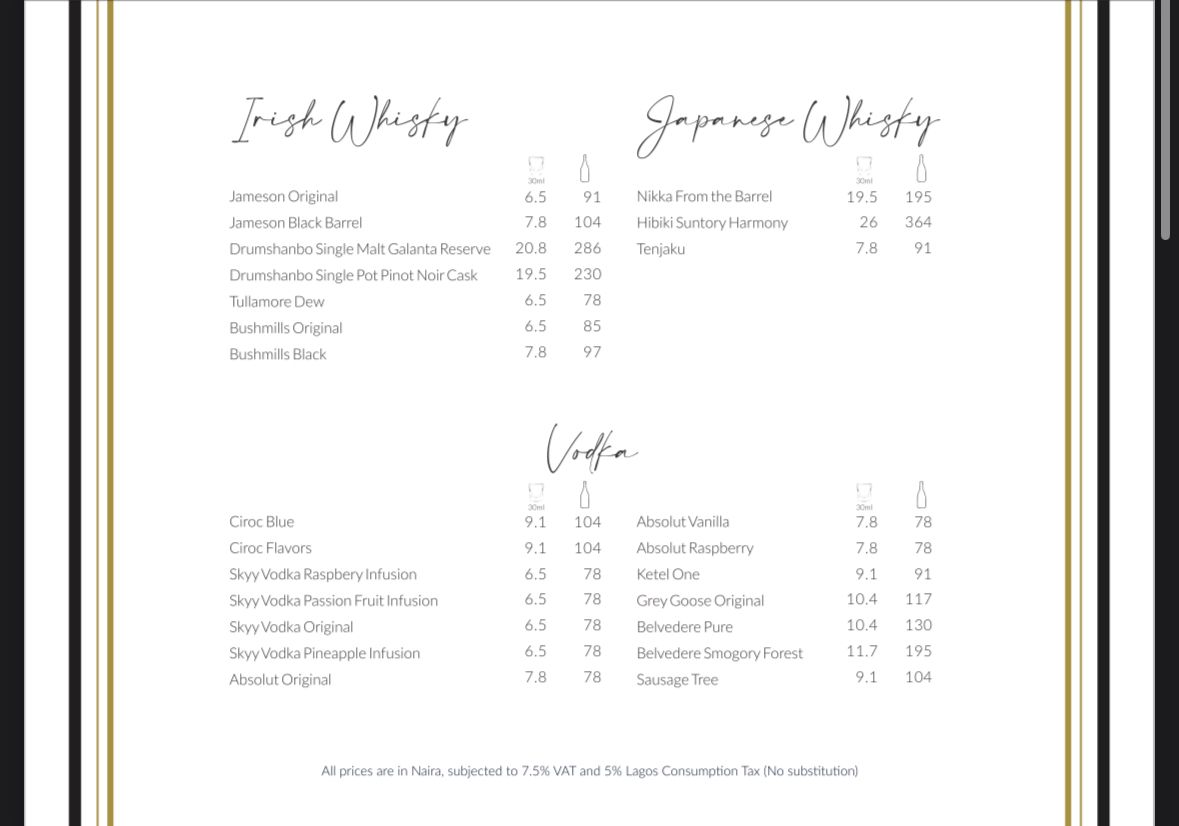 Irish Whisky
30ml
Jameson Original 6.5 91
Jameson Black Barrel 7.8 104
Drumshanbo Single Malt Galanta Reserve 20.8 286
Drumshanbo Single Pot Pinot Noir Cask 19.5 230
Tullamore Dew 6.5 78
Bushmills Original 6.5 85
Bushmills Black 7.8 97
Japanese Whisky
30ml
Nikka From the Barrel 19.5 195
Hibiki Suntory Harmony 26 364
Tenjaku 7.8 91
Vodka
30ml
Ciroc Blue 9.1 104
Ciroc Flavors 9.1 104
Skyy Vodka Raspbery Infusion 6.5 78
Skyy Vodka Passion Fruit Infusion 6.5 78
Skyy Vodka Original 6.5 78
Skyy Vodka Pineapple Infusion 6.5 78
Absolut Original 7.8 78
30ml
Absolut Vanilla 7.8 78
Absolut Raspberry 7.8 78
Ketel One 9.1 91
Grey Goose Original 10.4 117
Belvedere Pure 10.4 130
Belvedere Smogory Forest 11.7 195
Sausage Tree 9.1 104
All prices are in Naira, subjected to 7.5% VAT and 5% Lagos Consumption Tax (No substitution)